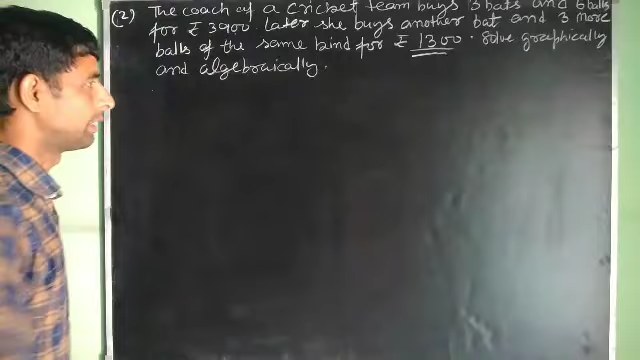 (2) The coach of a cricket team buys 3 bats and 6 balls
for ₹ 3900. later she buys another bat and 3 more
balls of the same kind for ₹ 1300. Solve graphically
and algebraically.